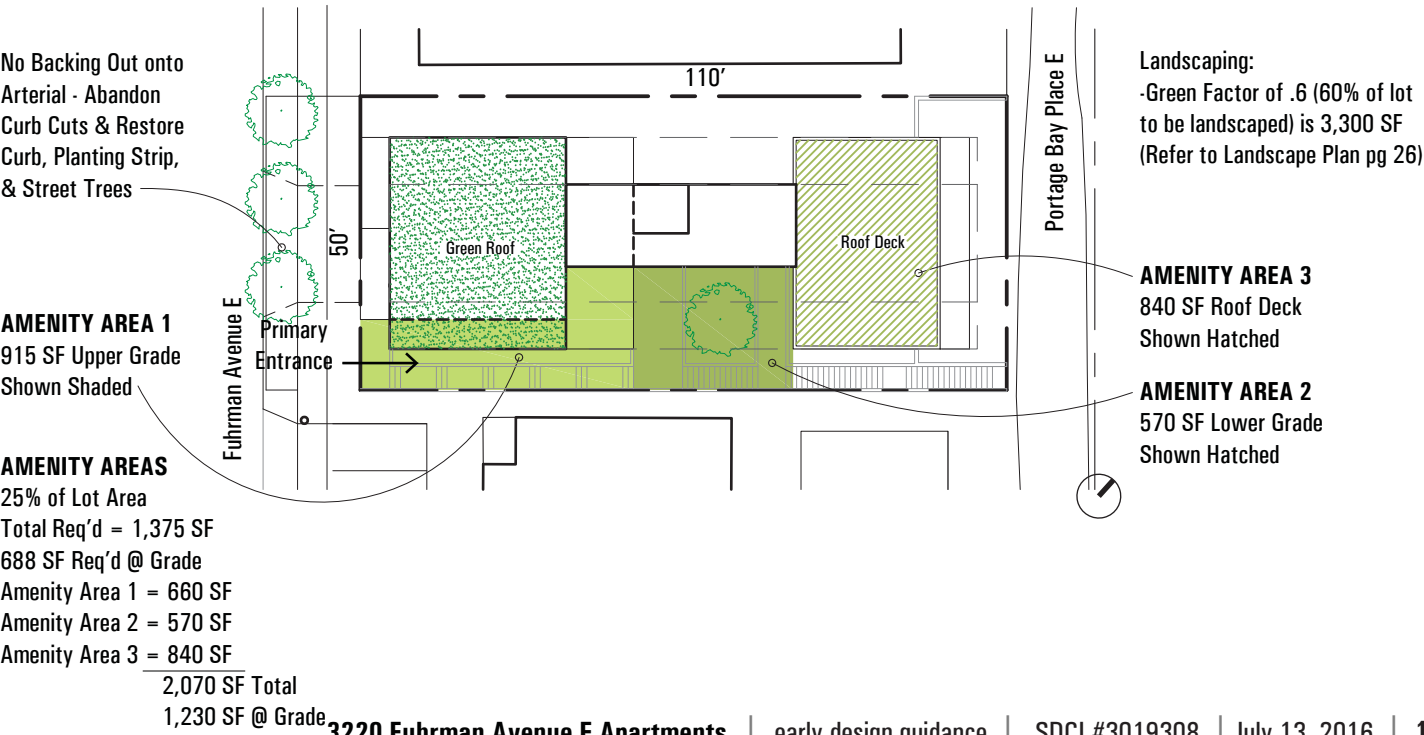 No Backing Out onto
Arterial - Abandon
Curb Cuts & Restore
Curb, Planting Strip,
& Street Trees
AMENITY AREA 1
915 SF Upper Grade
Shown Shaded
AMENITY AREAS
25% of Lot Area
Total Req'd = 1,375 SF
688 SF Req'd @ Grade
Amenity Area 1 = 660 SF
Amenity Area 2 = 570 SF
Amenity Area 3 = 840 SF
2,070 SF Total
1,230 SF @ Grade
Fuhrman Avenue E
50'
110'
Green Roof
Roof Deck
Primary
Entrance
Portage Bay Place E
Landscaping:
-Green Factor of .6 (60% of lot
to be landscaped) is 3,300 SF
(Refer to Landscape Plan pg 26)
AMENITY AREA 3
840 SF Roof Deck
Shown Hatched
AMENITY AREA 2
570 SF Lower Grade
Shown Hatched
3220 Fuhrman Avenue E Apartments | early design guidance | SDCI #3019308 | July 13, 2016 | 1